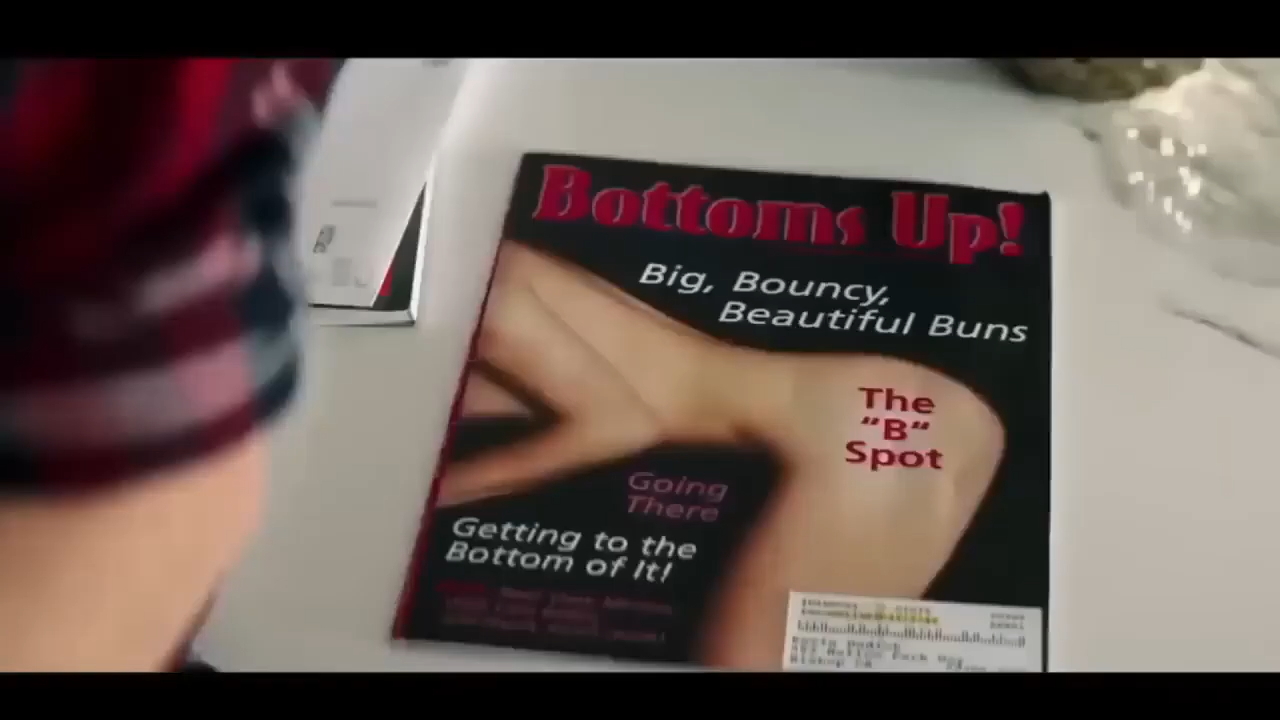 Bottoms Up!
Big, Bouncy,
Beautiful Buns
The
"B"
Spot
Going
There
Getting to the
Bottom of It!